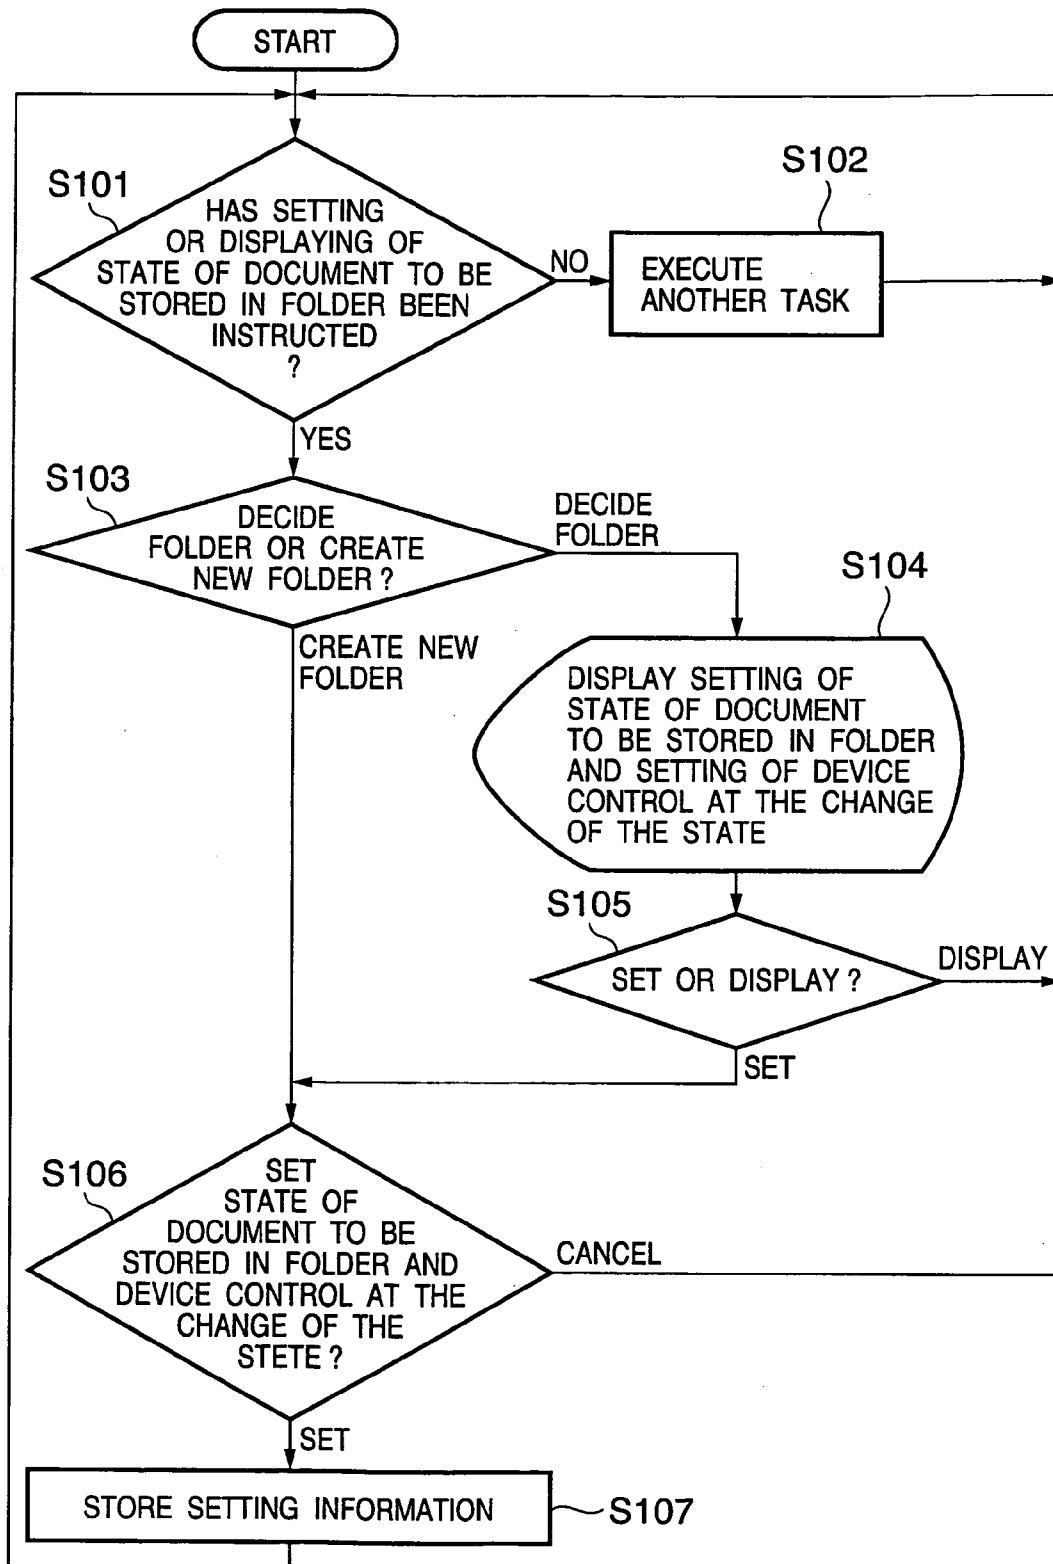 START
S101
HAS SETTING
OR DISPLAYING OF
STATE OF DOCUMENT TO BE
STORED IN FOLDER BEEN
INSTRUCTED
?
NO
S102
EXECUTE
ANOTHER TASK
YES
S103
DECIDE
FOLDER OR CREATE
NEW FOLDER ?
DECIDE
FOLDER
CREATE NEW
FOLDER
S104
DISPLAY SETTING OF
STATE OF DOCUMENT
TO BE STORED IN FOLDER
AND SETTING OF DEVICE
CONTROL AT THE CHANGE
OF THE STATE
S105
SET OR DISPLAY ?
DISPLAY
SET
S106
SET
STATE OF
DOCUMENT TO BE
STORED IN FOLDER AND
DEVICE CONTROL AT THE
CHANGE OF THE
STETE ?
CANCEL
SET
STORE SETTING INFORMATION
S107